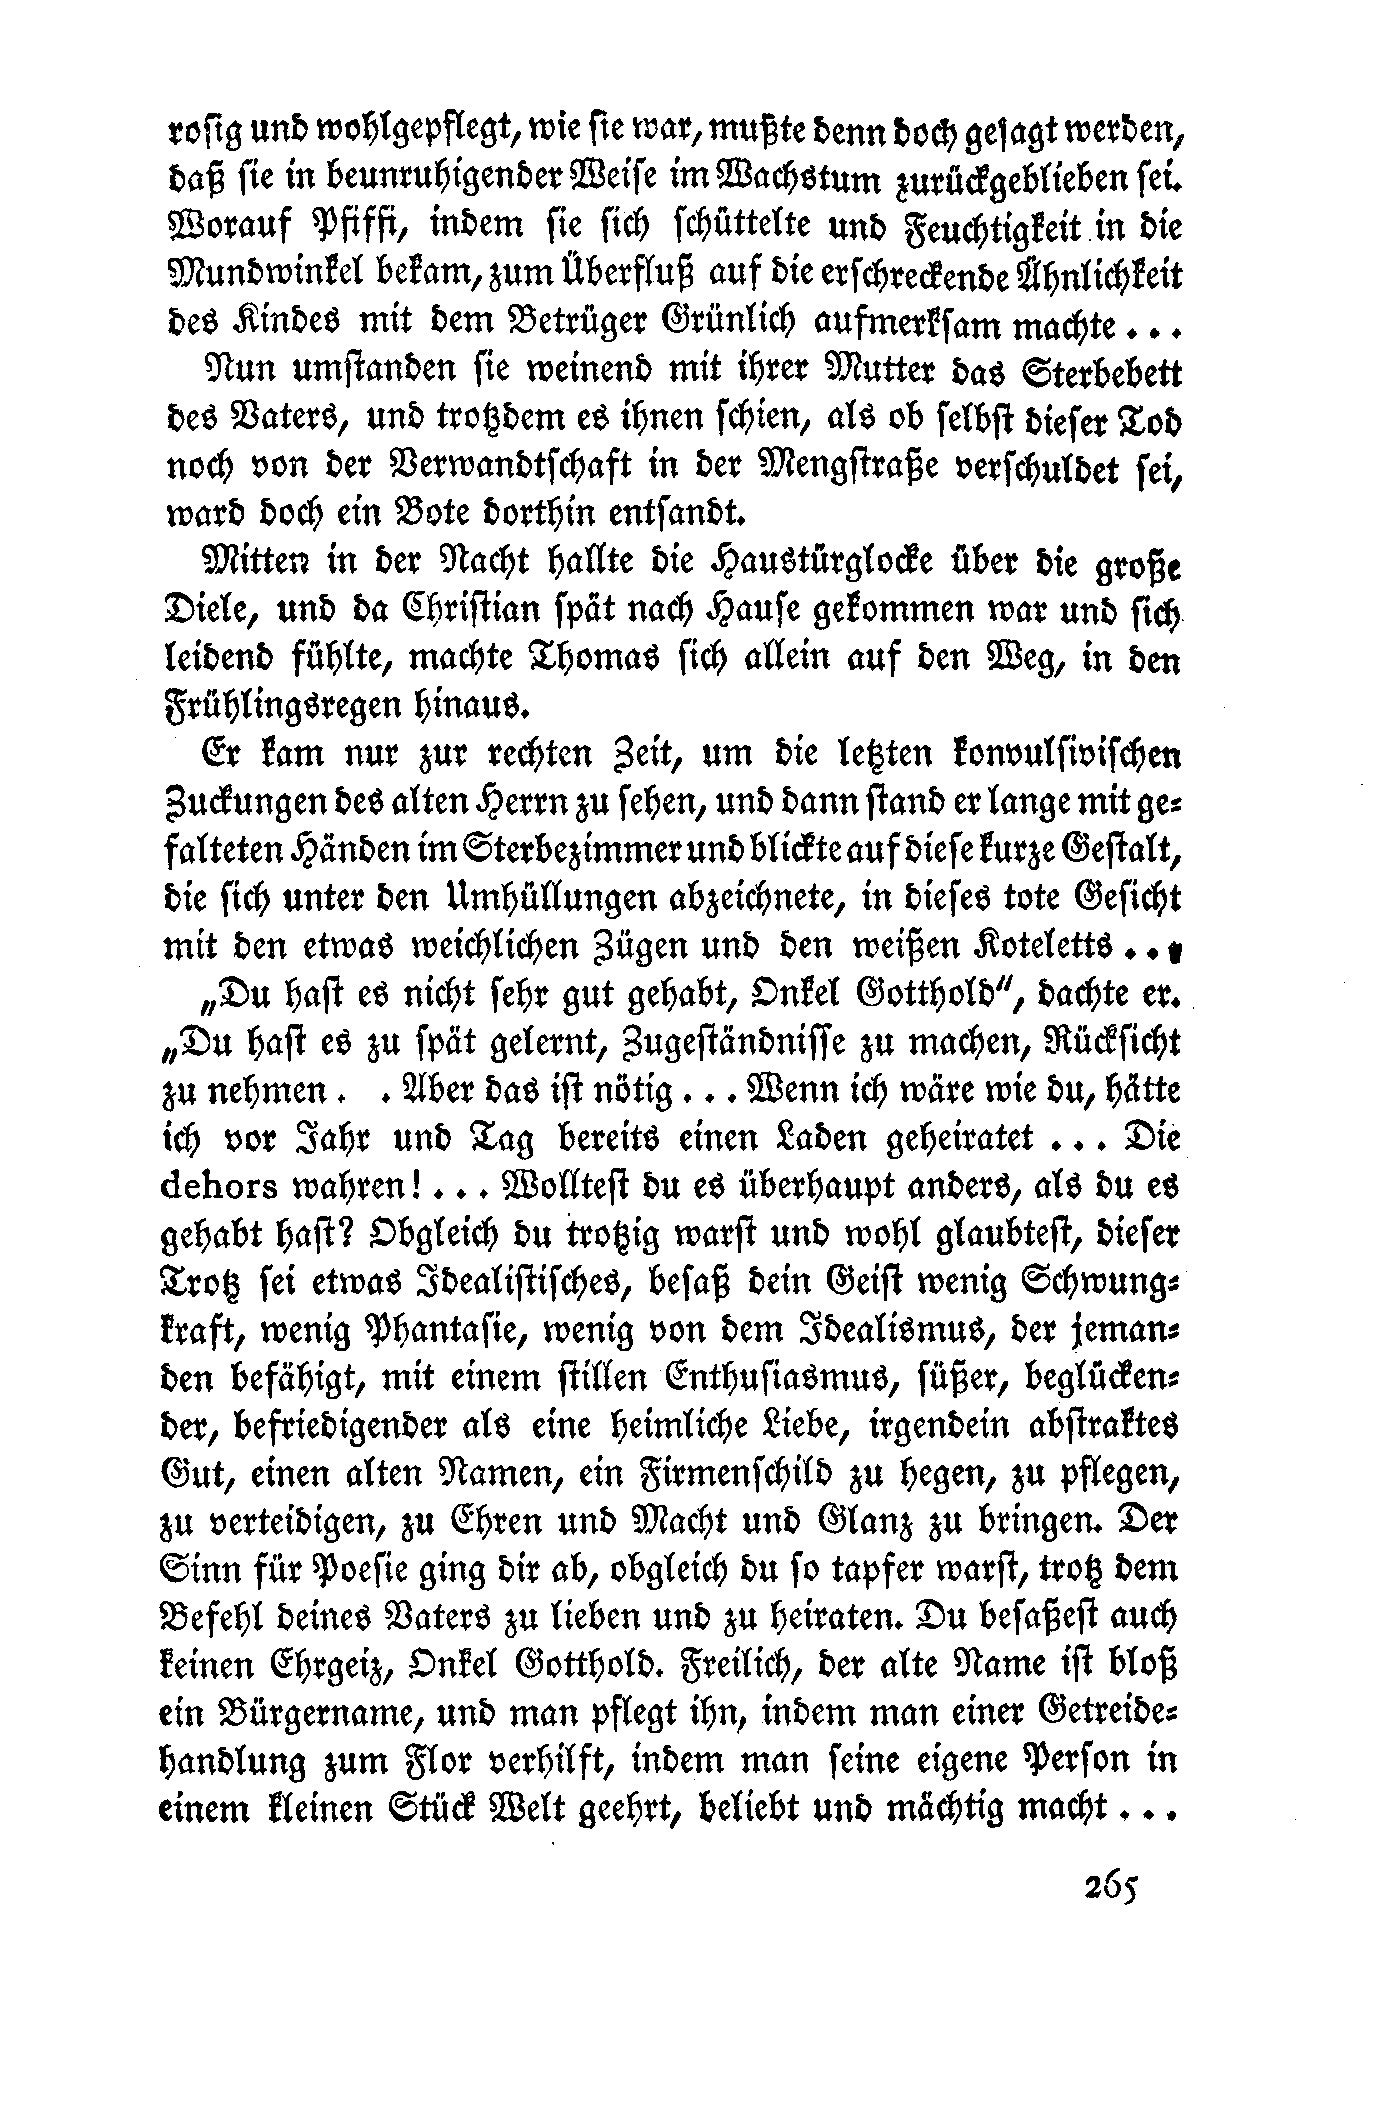 rosig und wohlgepflegt, wie sie war, mußte denn doch gesagt werden,
daß sie in beunruhigender Weise im Wachstum zurückgeblieben sei.
Worauf Pfiffi, indem sie sich schüttelte und Feuchtigkeit in die
Mundwinkel bekam, zum Überfluß auf die erschreckende Ähnlichkeit
des Kindes mit dem Betrüger Grünlich aufmerksam machte . . .
Nun umstanden sie weinend mit ihrer Mutter das Sterbebett
des Vaters, und trotzdem es ihnen schien, als ob selbst dieser Tod
noch von der Verwandtschaft in der Mengstraße verschuldet sei,
ward doch ein Bote dorthin entsandt.
Mitten in der Nacht hallte die Haustürglocke über die große
Diele, und da Christian spät nach Hause gekommen war und sich
leidend fühlte, machte Thomas sich allein auf den Weg, in den
Frühlingsregen hinaus.
Er kam nur zur rechten Zeit, um die letzten konvulsivischen
Zuckungen des alten Herrn zu sehen, und dann stand er lange mit ge-
falteten Händen im Sterbezimmer und blickte auf diese kurze Gestalt,
die sich unter den Umhüllungen abzeichnete, in dieses tote Gesicht
mit den etwas weichlichen Zügen und den weißen Koteletts . . .
„Du hast es nicht sehr gut gehabt, Onkel Gotthold“, dachte er.
„Du hast es zu spät gelernt, Zugeständnisse zu machen, Rücksicht
zu nehmen . . Aber das ist nötig . . . Wenn ich wäre wie du, hätte
ich vor Jahr und Tag bereits einen Laden geheiratet . . . Die
dehors wahren! . . . Wolltest du es überhaupt anders, als du es
gehabt hast? Obgleich du trotzig warst und wohl glaubtest, dieser
Trotz sei etwas Idealistisches, besaß dein Geist wenig Schwung-
kraft, wenig Phantasie, wenig von dem Idealismus, der jeman-
den befähigt, mit einem stillen Enthusiasmus, süßer, beglücken-
der, befriedigender als eine heimliche Liebe, irgendein abstraktes
Gut, einen alten Namen, ein Firmenschild zu hegen, zu pflegen,
zu verteidigen, zu Ehren und Macht und Glanz zu bringen. Der
Sinn für Poesie ging dir ab, obgleich du so tapfer warst, trotz dem
Befehl deines Vaters zu lieben und zu heiraten. Du besaßest auch
keinen Ehrgeiz, Onkel Gotthold. Freilich, der alte Name ist bloß
ein Bürgername, und man pflegt ihn, indem man einer Getreide-
handlung zum Flor verhilft, indem man seine eigene Person in
einem kleinen Stück Welt geehrt, beliebt und mächtig macht . . .
265